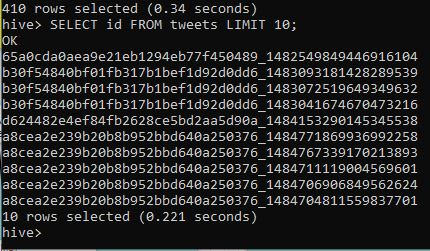 410 rows selected (0.34 seconds)
hive> SELECT id FROM tweets LIMIT 10;
OK
65a0cda0aea9e21eb1294eb77f450489_1482549849446916104
b30f54840bf01fb317b1bef1d92d0dd6_1483093181428289539
b30f54840bf01fb317b1bef1d92d0dd6_1483072519649349632
b30f54840bf01fb317b1bef1d92d0dd6_1483041674670473216
d624482e4ef84fb2628ce5bd2aa5d90a_1484153290145345538
a8cea2e239b20b8b952bbd640a250376_1484771869936992258
a8cea2e239b20b8b952bbd640a250376_1484767339170213893
a8cea2e239b20b8b952bbd640a250376_1484711119004569601
a8cea2e239b20b8b952bbd640a250376_1484706906849562624
a8cea2e239b20b8b952bbd640a250376_1484704811559837701
10 rows selected (0.221 seconds)
hive>